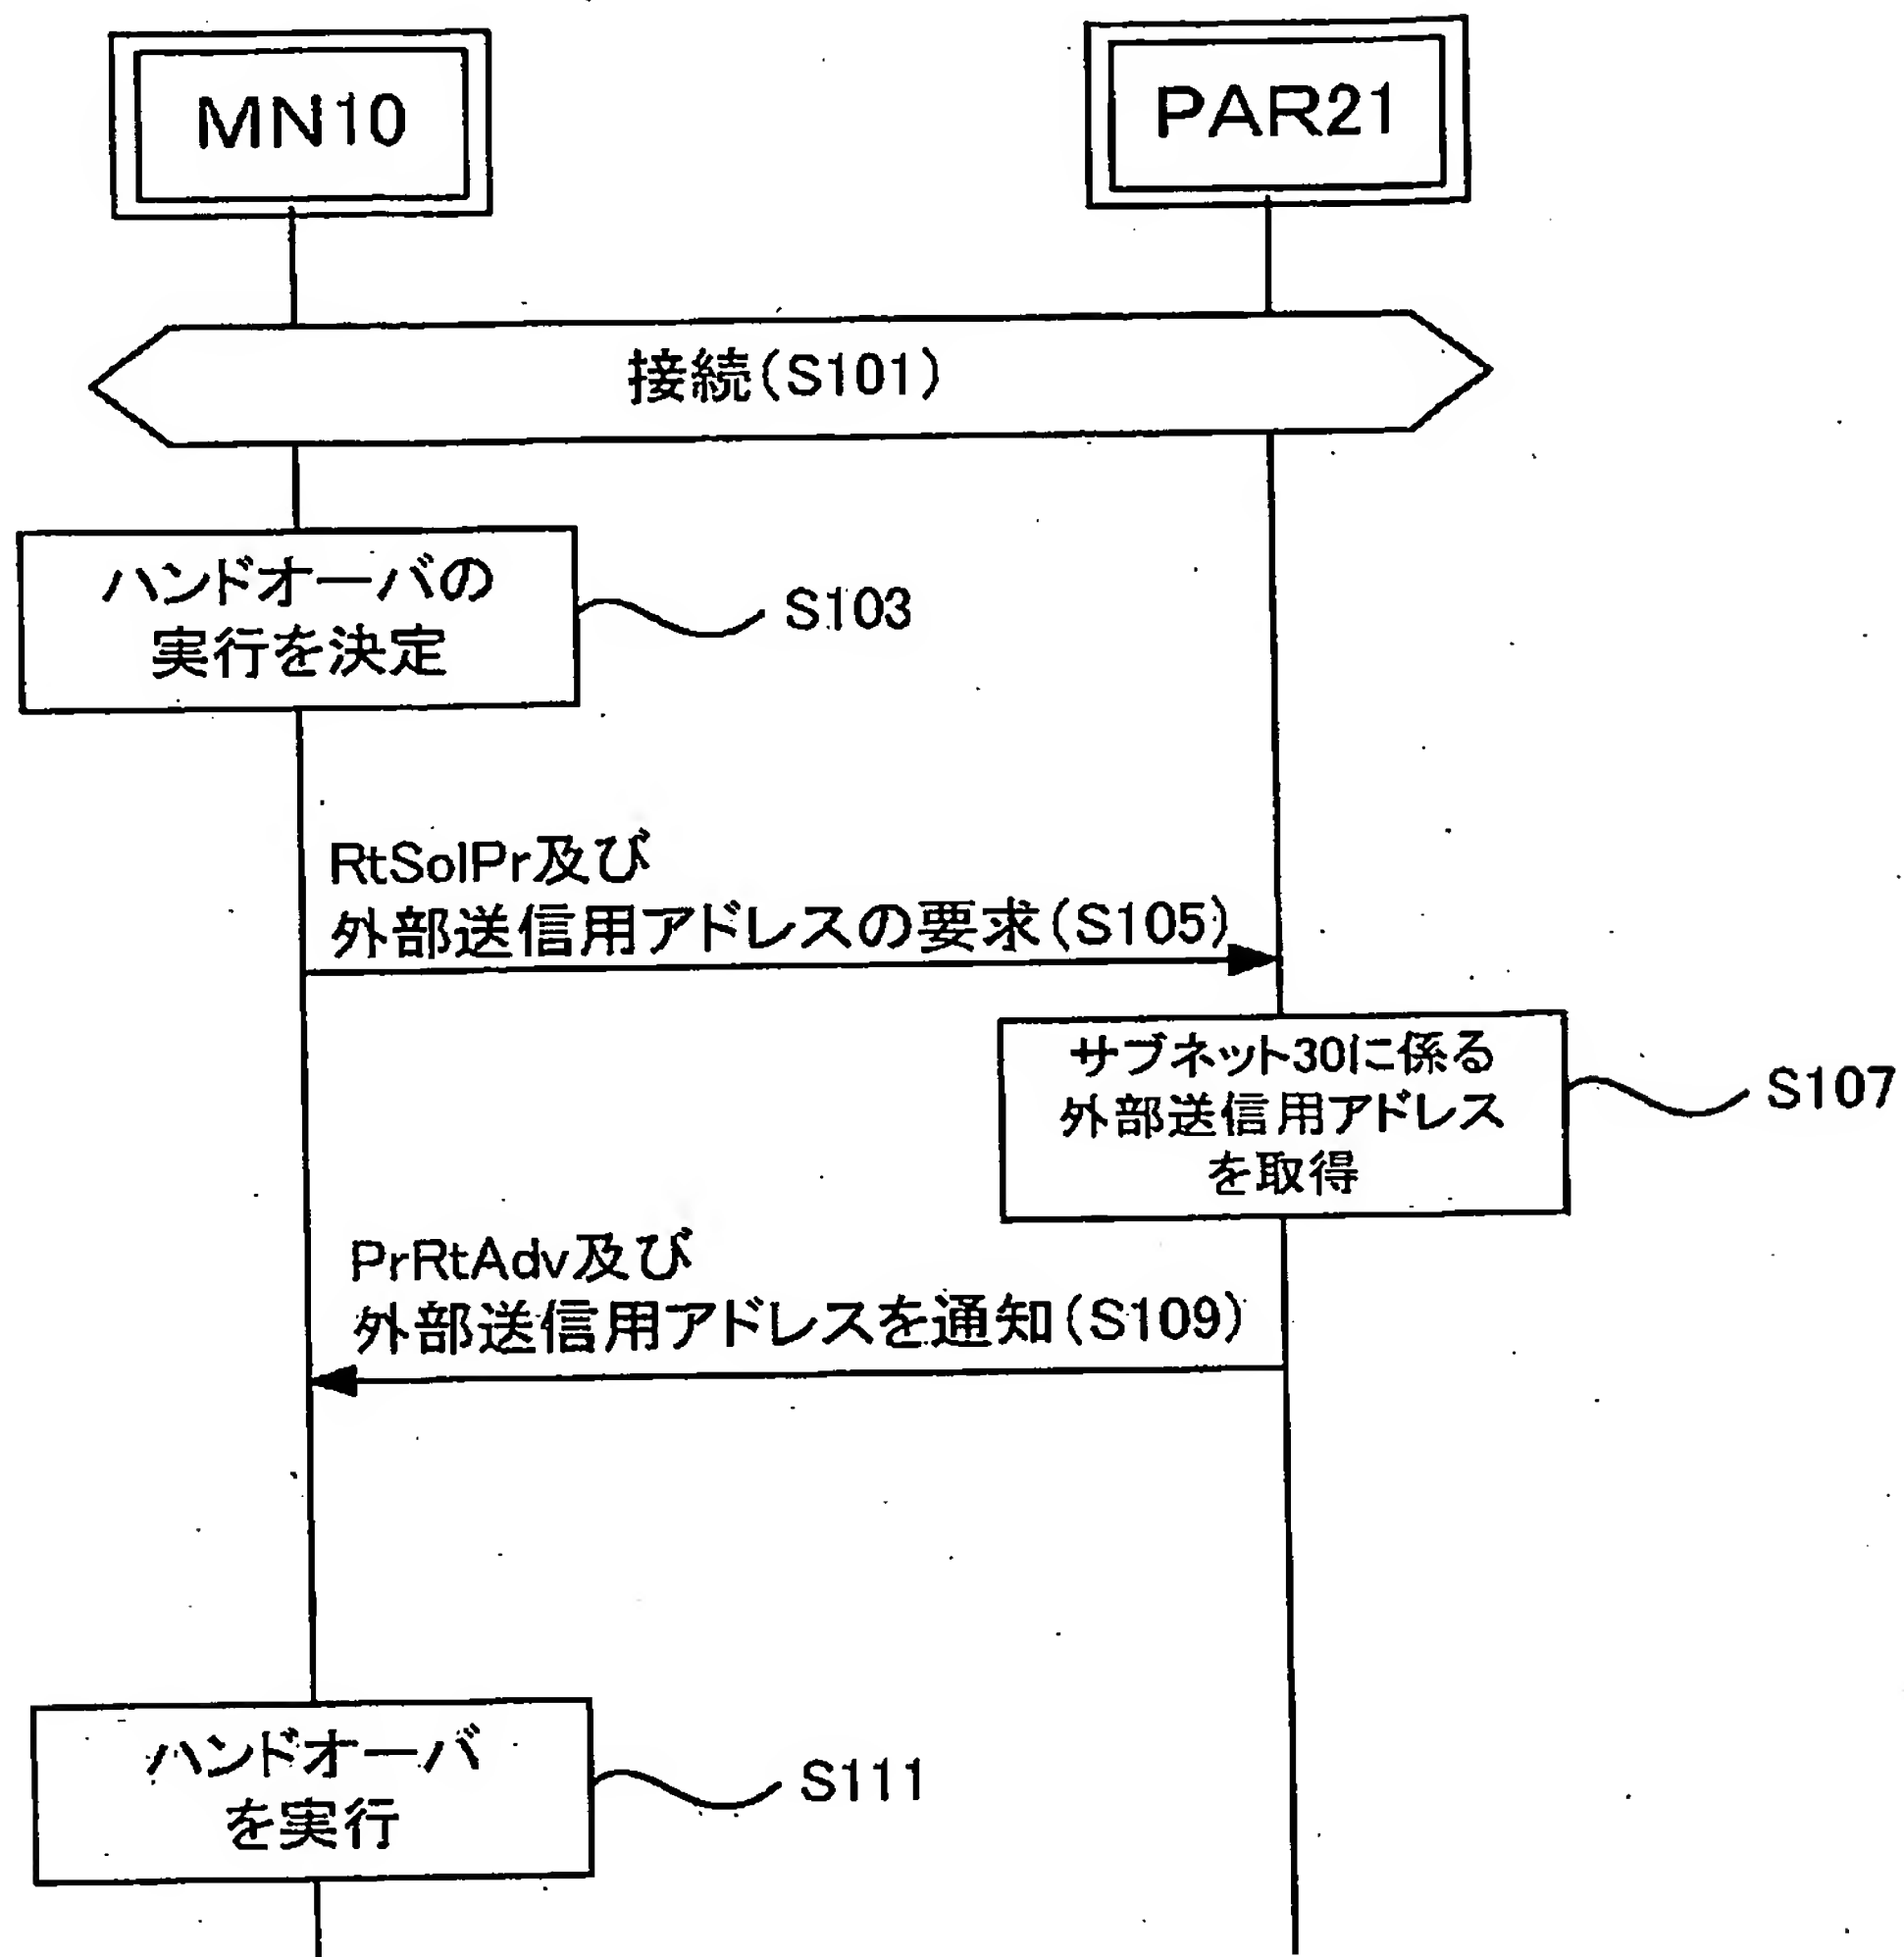 MN10
PAR21
接続(S101)
ハンドオーバの
実行を決定
S103
RtSolPr及び
外部送信用アドレスの要求(S105)
サブネット30に係る
外部送信用アドレス
を取得
S107
PrRtAdv及び
外部送信用アドレスを通知(S109)
ハンドオーバ
を実行
S111